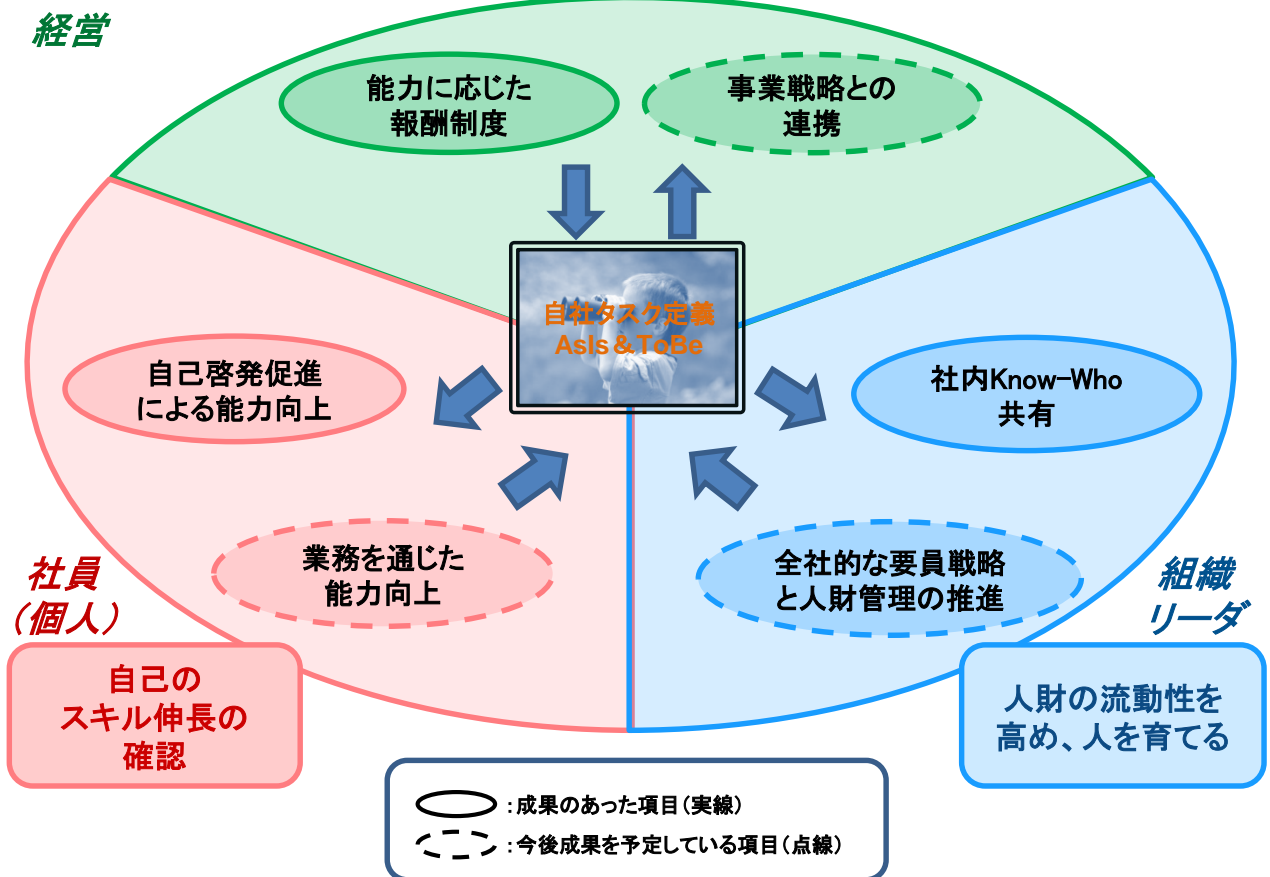 経営
能力に応じた
報酬制度
事業戦略との
連携
自社タスク定義
AsIs＆ToBe
自己啓発促進
による能力向上
社内Know-Who
共有
業務を通じた
能力向上
全社的な要員戦略
と人財管理の推進
社員
（個人）
自己の
スキル伸長の
確認
組織
リーダ
人財の流動性を
高め、人を育てる
：成果のあった項目（実線）
：今後成果を予定している項目（点線）